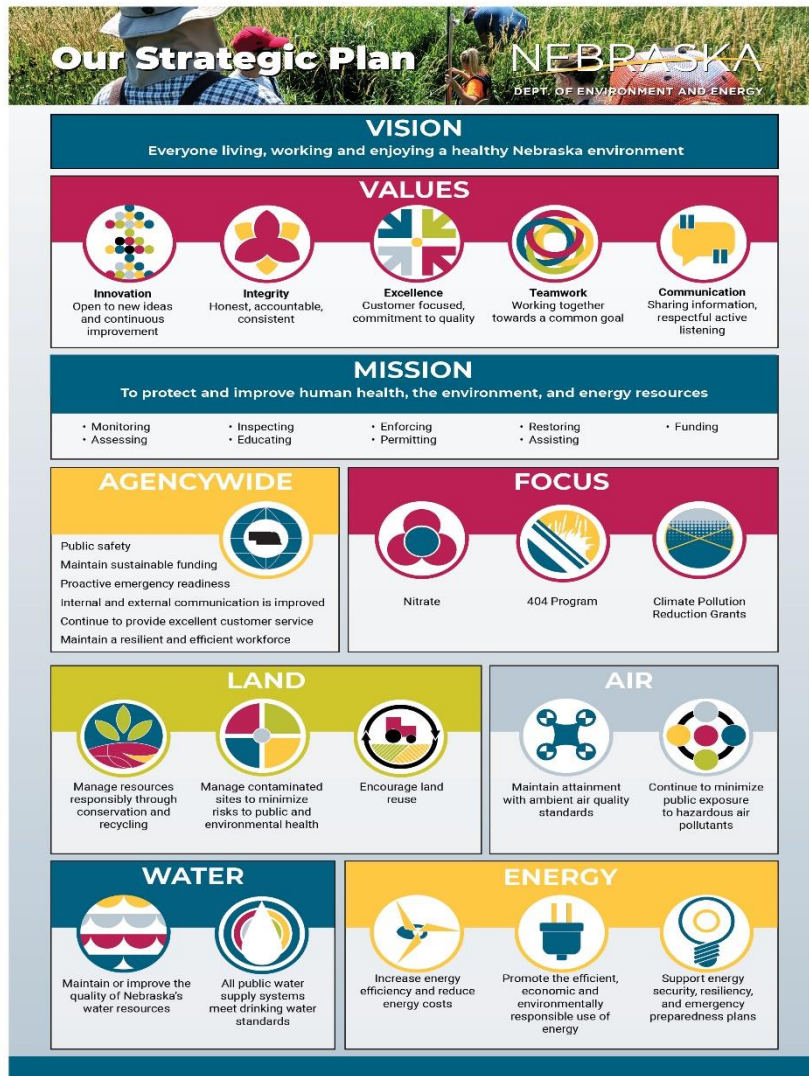 Our Strategic Plan
NEBRASKA
DEPT. OF ENVIRONMENT AND ENERGY
VISION
Everyone living, working and enjoying a healthy Nebraska environment
VALUES
Innovation
Open to new ideas
and continuous
improvement
Integrity
Honest, accountable,
consistent
Excellence
Customer focused,
commitment to quality
Teamwork
Working together
towards a common goal
Communication
Sharing information,
respectful active
listening
MISSION
To protect and improve human health, the environment, and energy resources
• Monitoring
• Assessing
• Inspecting
• Educating
• Enforcing
• Permitting
• Restoring
• Assisting
• Funding
AGENCYWIDE
Public safety
Maintain sustainable funding
Proactive emergency readiness
Internal and external communication is improved
Continue to provide excellent customer service
Maintain a resilient and efficient workforce
FOCUS
Nitrate
404 Program
Climate Pollution
Reduction Grants
LAND
Manage resources
responsibly through
conservation and
recycling
Manage contaminated
sites to minimize
risks to public and
environmental health
Encourage land
reuse
AIR
Maintain attainment
with ambient air quality
standards
Continue to minimize
public exposure
to hazardous air
pollutants
WATER
Maintain or improve the
quality of Nebraska's
water resources
All public water
supply systems
meet drinking water
standards
ENERGY
Increase energy
efficiency and reduce
energy costs
Promote the efficient,
economic and
environmentally
responsible use of
energy
Support energy
security, resiliency,
and emergency
preparedness plans